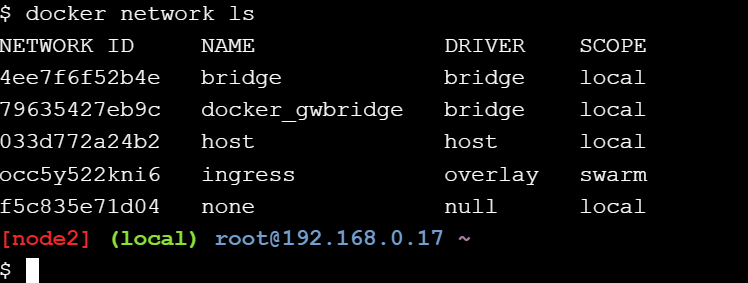 $ docker network ls
NETWORK ID     NAME              DRIVER    SCOPE
4ee7f6f52b4e   bridge            bridge    local
79635427eb9c   docker_gwbridge   bridge    local
033d772a24b2   host              host      local
occ5y522kni6   ingress           overlay   swarm
f5c835e71d04   none              null      local
[node2] (local) root@192.168.0.17 ~
$